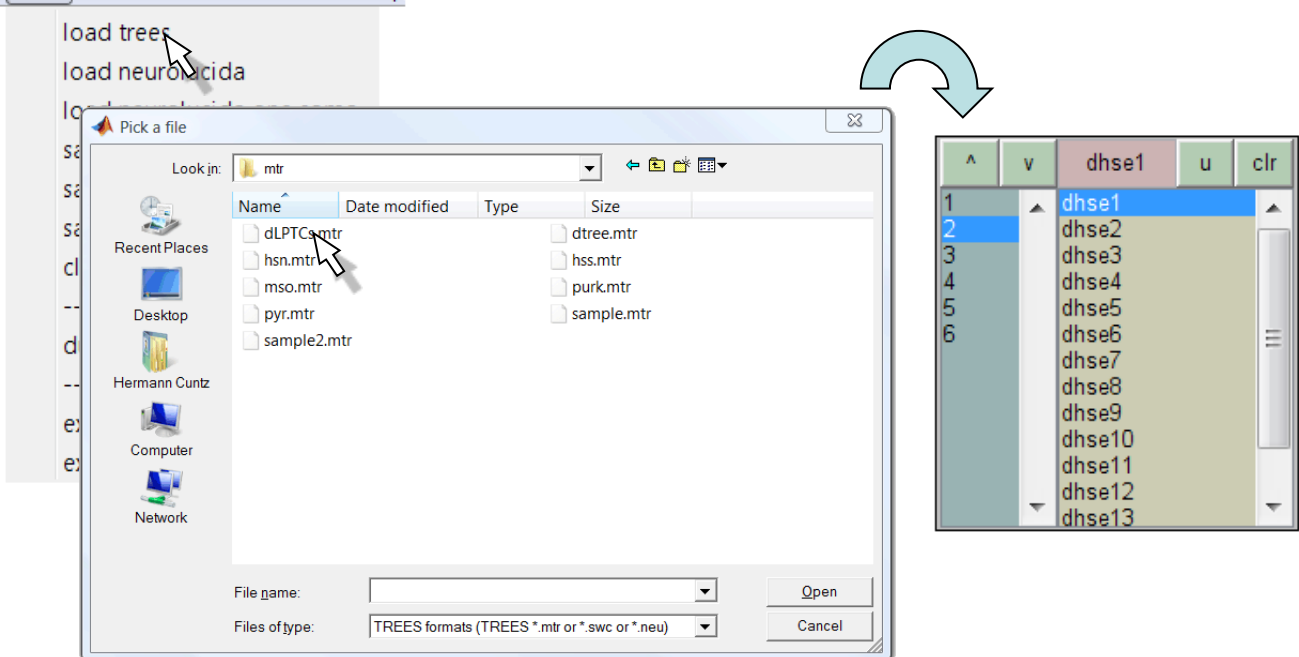 load trees
load neurolucida
Pick a file
Look in: mtr
Name Date modified Type Size
dLPTCs.mtr dtree.mtr
hsn.mtr hss.mtr
mso.mtr purk.mtr
pyr.mtr sample.mtr
sample2.mtr
Recent Places
Desktop
Hermann Cuntz
Computer
Network
File name:
Open
Files of type: TREES formats (TREES *.mtr or *.swc or *.neu)
Cancel
^ v dhse1 u clr
1 dhse1
2 dhse2
3 dhse3
4 dhse4
5 dhse5
6 dhse6
dhse7
dhse8
dhse9
dhse10
dhse11
dhse12
dhse13